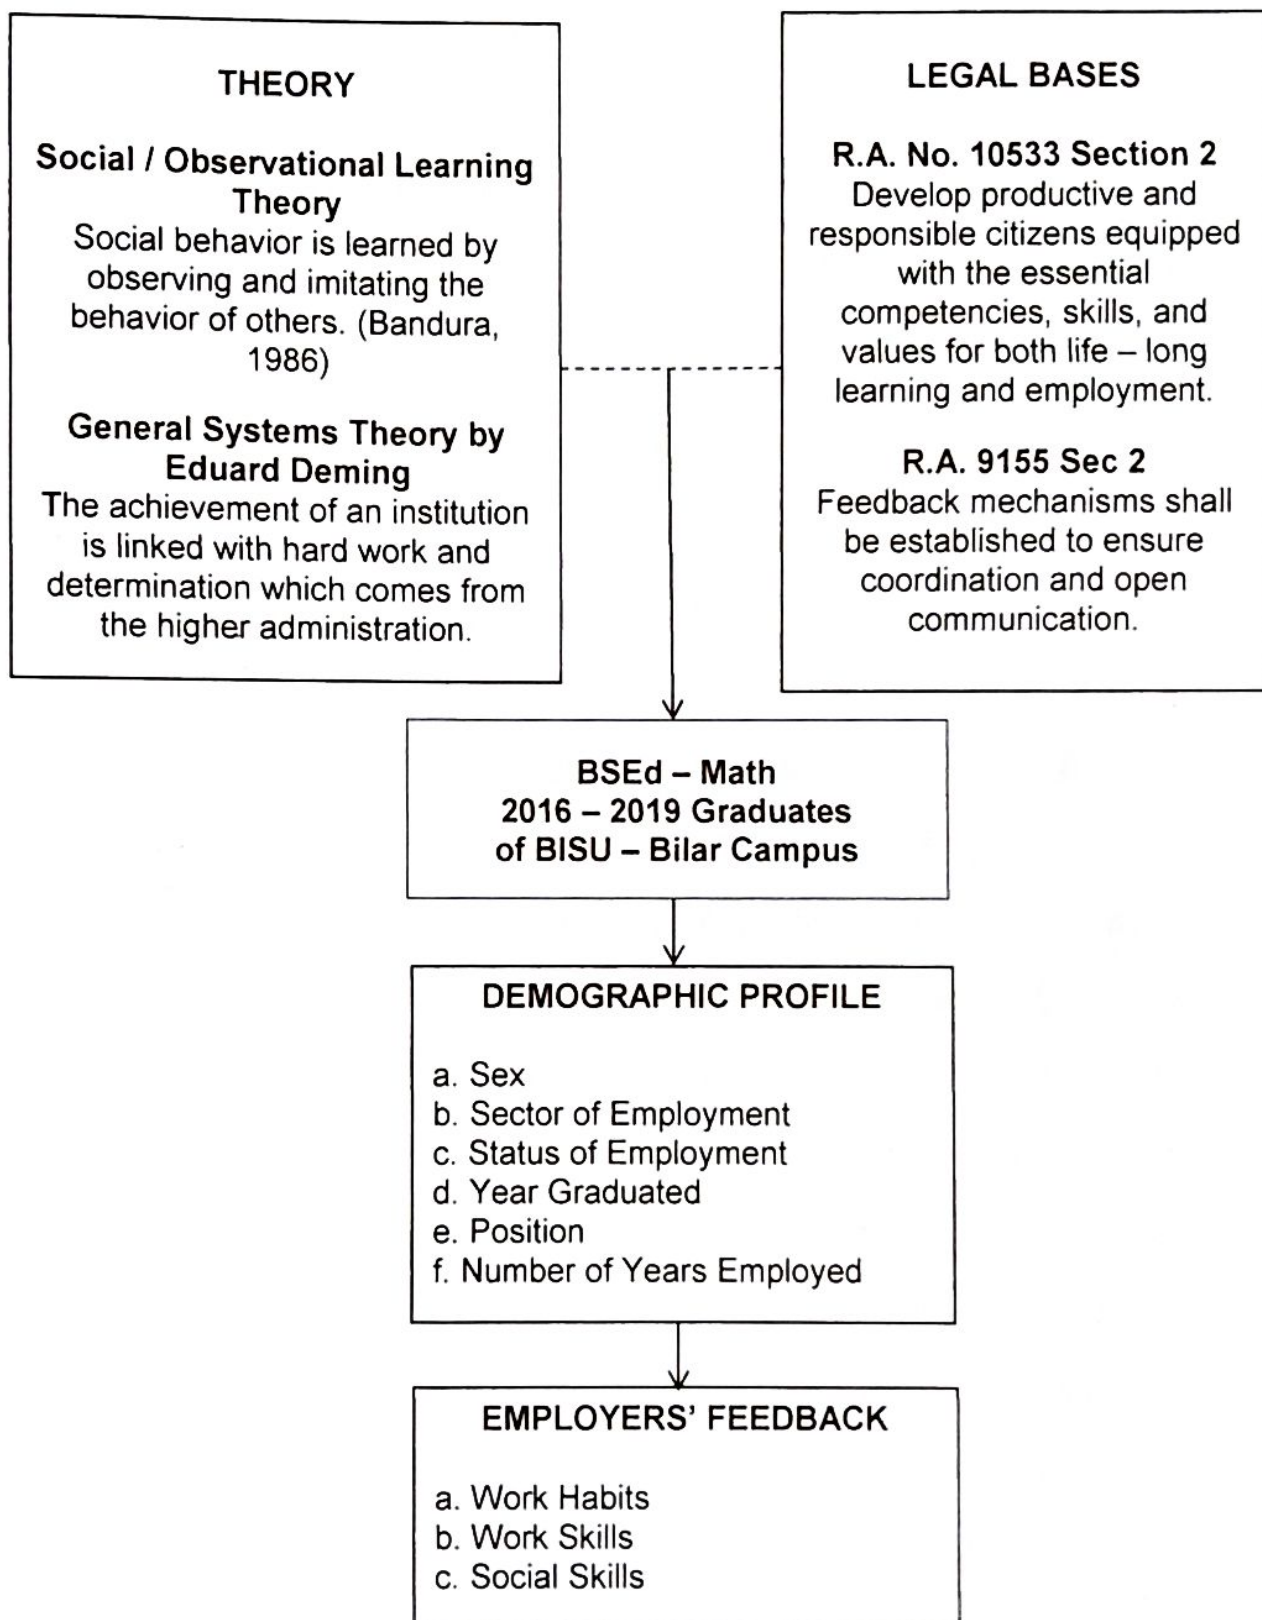 THEORY
Social / Observational Learning
Theory
Social behavior is learned by
observing and imitating the
behavior of others. (Bandura,
1986)
General Systems Theory by
Eduard Deming
The achievement of an institution
is linked with hard work and
determination which comes from
the higher administration.
LEGAL BASES
R.A. No. 10533 Section 2
Develop productive and
responsible citizens equipped
with the essential
competencies, skills, and
values for both life – long
learning and employment.
R.A. 9155 Sec 2
Feedback mechanisms shall
be established to ensure
coordination and open
communication.
BSEd – Math
2016 – 2019 Graduates
of BISU – Bilar Campus
DEMOGRAPHIC PROFILE
a. Sex
b. Sector of Employment
c. Status of Employment
d. Year Graduated
e. Position
f. Number of Years Employed
EMPLOYERS’ FEEDBACK
a. Work Habits
b. Work Skills
c. Social Skills